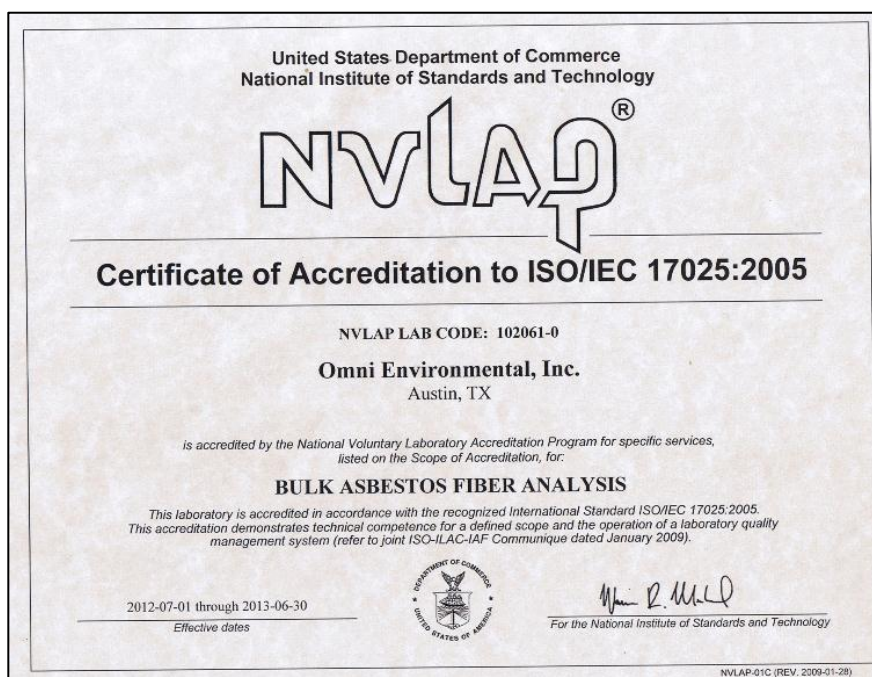 United States Department of Commerce
National Institute of Standards and Technology
NVLAP®
Certificate of Accreditation to ISO/IEC 17025:2005
NVLAP LAB CODE: 102061-0
Omni Environmental, Inc.
Austin, TX
is accredited by the National Voluntary Laboratory Accreditation Program for specific services,
listed on the Scope of Accreditation, for:
BULK ASBESTOS FIBER ANALYSIS
This laboratory is accredited in accordance with the recognized International Standard ISO/IEC 17025:2005.
This accreditation demonstrates technical competence for a defined scope and the operation of a laboratory quality
management system (refer to joint ISO-ILAC-IAF Communique dated January 2009).
2012-07-01 through 2013-06-30
Effective dates
DEPARTMENT OF COMMERCE
UNITED STATES OF AMERICA
For the National Institute of Standards and Technology
NVLAP-01C (REV. 2009-01-28)